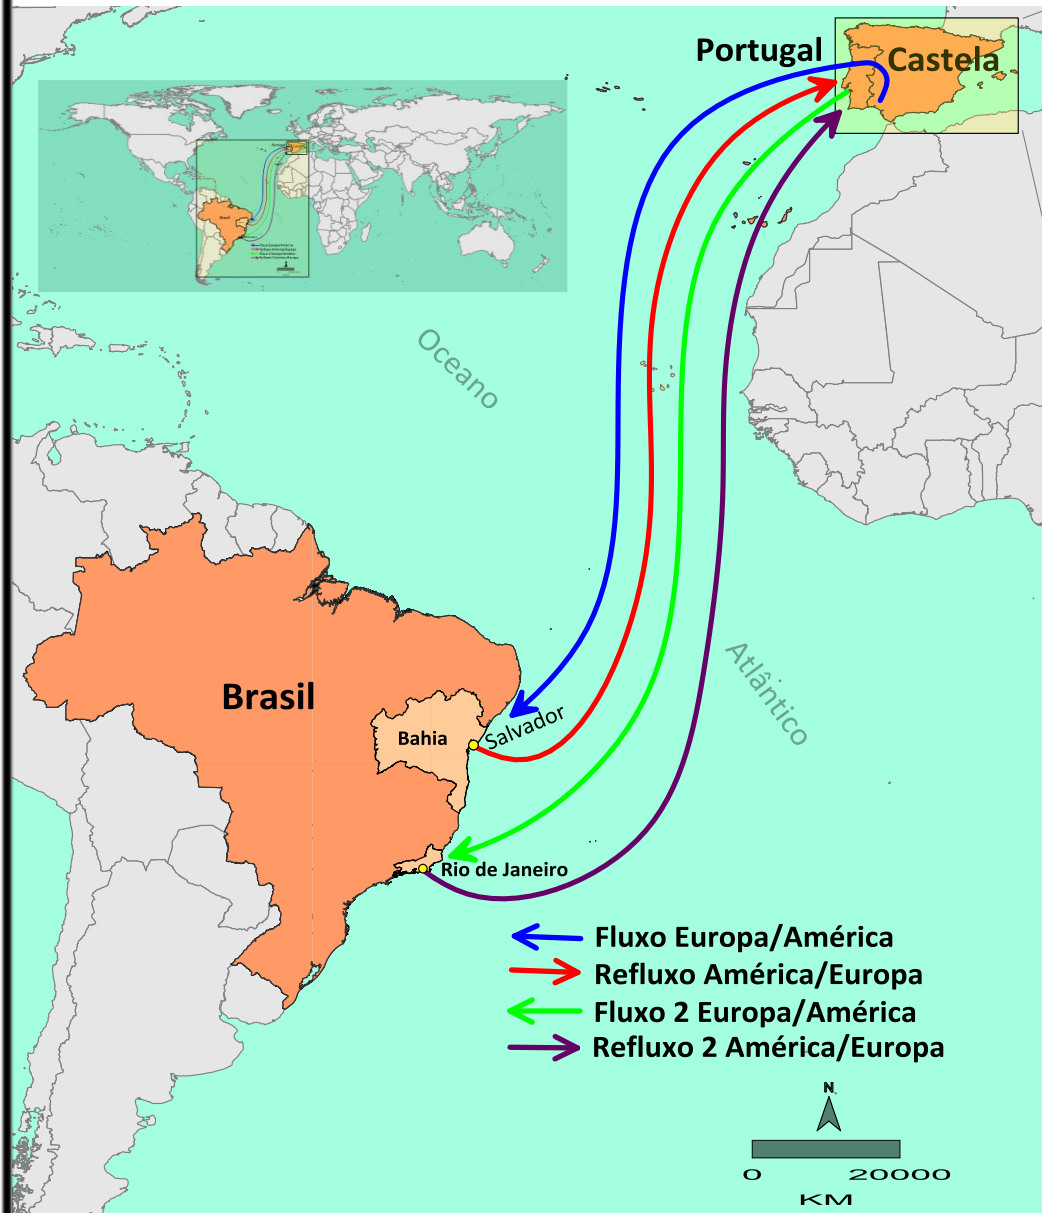 Portugal
Castela
Oceano
Atlântico
Brasil
Bahia
Salvador
Rio de Janeiro
Fluxo Europa/América
Refluxo América/Europa
Fluxo 2 Europa/América
Refluxo 2 América/Europa
N
0 20000
KM